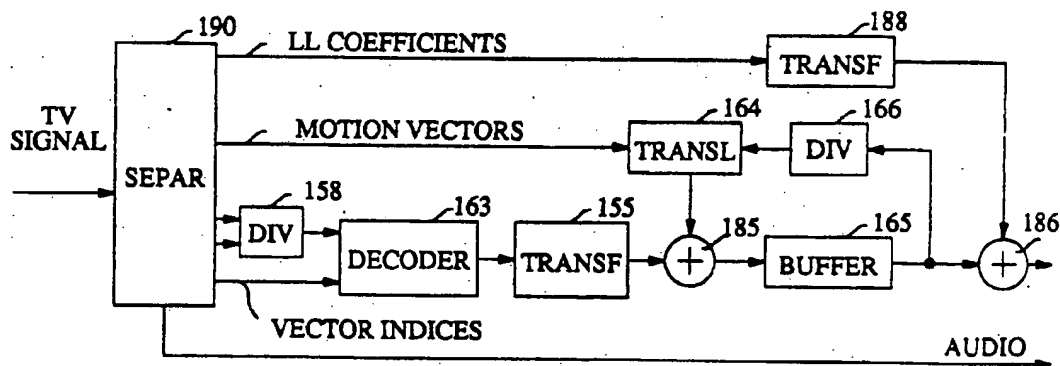 190
LL COEFFICIENTS
188
TRANSF
TV
SIGNAL
MOTION VECTORS
164
TRANSL
166
DIV
SEPAR
158
DIV
163
DECODER
155
TRANSF
+
185
165
BUFFER
+
186
VECTOR INDICES
AUDIO